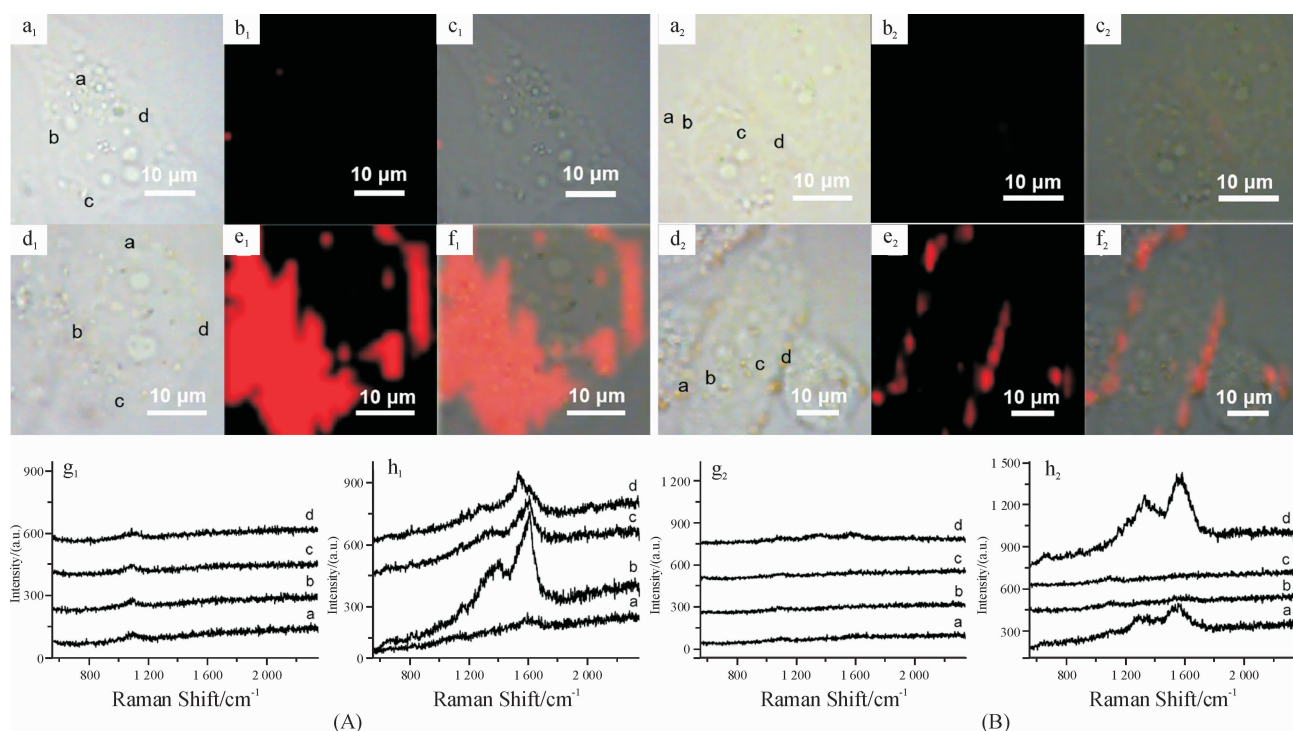 a₁ b₁ c₁ a₂ b₂ c₂
a
b
d
c
10 µm 10 µm 10 µm
a b
c
d
10 µm 10 µm 10 µm
d₁ e₁ f₁ d₂ e₂ f₂
a
b
d
c
10 µm 10 µm 10 µm
a
b
c
d
10 µm 10 µm 10 µm
g₁
Intensity/(a.u.)
900
600
300
0
d
c
b
a
800 1 200 1 600 2 000
Raman Shift/cm⁻¹
h₁
Intensity/(a.u.)
900
600
300
0
d
c
b
a
800 1 200 1 600 2 000
Raman Shift/cm⁻¹
(A)
g₂
Intensity/(a.u.)
1 200
900
600
300
0
d
c
b
a
800 1 200 1 600 2 000
Raman Shift/cm⁻¹
h₂
Intensity/(a.u.)
1 500
1 200
900
600
300
d
c
b
a
800 1 200 1 600 2 000
Raman Shift/cm⁻¹
(B)